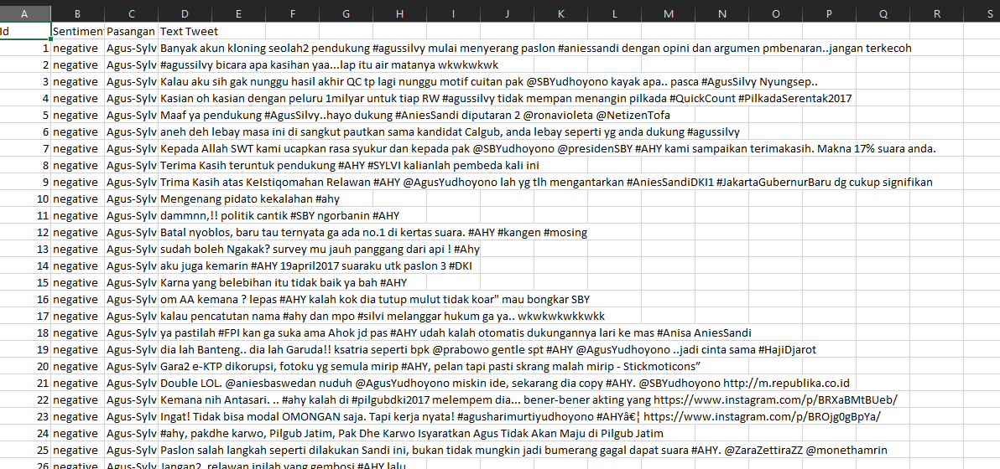 A B C D E F G H I J K L M N O P Q R S
Id Sentimen Pasangan Text Tweet
1 negative Agus-Sylv Banyak akun kloning seolah2 pendukung #agussilvy mulai menyerang paslon #aniessandi dengan opini dan argumen pmbenaran..jangan terkecoh
2 negative Agus-Sylv #agussilvy bicara apa kasihan yaa...lap itu air matanya wkwkwkwk
3 negative Agus-Sylv Kalau aku sih gak nunggu hasil akhir QC tp lagi nunggu motif cuitan pak @SBYudhoyono kayak apa.. pasca #AgusSilvy Nyungsep..
4 negative Agus-Sylv Kasian oh kasian dengan peluru 1milyar untuk tiap RW #agussilvy tidak mempan menangin pilkada #QuickCount #PilkadaSerentak2017
5 negative Agus-Sylv Maaf ya pendukung #AgusSilvy..hayo dukung #AniesSandi diputaran 2 @ronavioleta @NetizenTofa
6 negative Agus-Sylv aneh deh lebay masa ini di sangkut pautkan sama kandidat Calgub, anda lebay seperti yg anda dukung #agussilvy
7 negative Agus-Sylv Kepada Allah SWT kami ucapkan rasa syukur dan kepada pak @SBYudhoyono @presidenSBY #AHY kami sampaikan terimakasih. Makna 17% suara anda.
8 negative Agus-Sylv Terima Kasih teruntuk pendukung #AHY #SYLVI kalianlah pembeda kali ini
9 negative Agus-Sylv Trima Kasih atas KeIstiqomahan Relawan #AHY @AgusYudhoyono lah yg tlh mengantarkan #AniesSandiDKI1 #JakartaGubernurBaru dg cukup signifikan
10 negative Agus-Sylv Mengenang pidato kekalahan #ahy
11 negative Agus-Sylv dammnn,!! politik cantik #SBY ngorbanin #AHY
12 negative Agus-Sylv Batal nyoblos, baru tau ternyata ga ada no.1 di kertas suara. #AHY #kangen #mosing
13 negative Agus-Sylv sudah boleh Ngakak? survey mu jauh panggang dari api ! #Ahy
14 negative Agus-Sylv aku juga kemarin #AHY 19april2017 suaraku utk paslon 3 #DKI
15 negative Agus-Sylv Karna yang belebihan itu tidak baik ya bah #AHY
16 negative Agus-Sylv om AA kemana ? lepas #AHY kalah kok dia tutup mulut tidak koar" mau bongkar SBY
17 negative Agus-Sylv kalau pencatutan nama #ahy dan mpo #silvi melanggar hukum ga ya.. wkwkwkwkkwkk
18 negative Agus-Sylv ya pastilah #FPI kan ga suka ama Ahok jd pas #AHY udah kalah otomatis dukungannya lari ke mas #Anisa AniesSandi
19 negative Agus-Sylv dia lah Banteng.. dia lah Garuda!! ksatria seperti bpk @prabowo gentle spt #AHY @AgusYudhoyono ..jadi cinta sama #HajiDjarot
20 negative Agus-Sylv Gara2 e-KTP dikorupsi, fotoku yg semula mirip #AHY, pelan tapi pasti skrang malah mirip - Stickmoticons”
21 negative Agus-Sylv Double LOL. @aniesbaswedan nuduh @AgusYudhoyono miskin ide, sekarang dia copy #AHY. @SBYudhoyono http://m.republika.co.id
22 negative Agus-Sylv Kemana nih Antasari. .. #ahy kalah di #pilgubdki2017 melempem dia... bener-bener akting yang https://www.instagram.com/p/BRXaBMtBUeb/
23 negative Agus-Sylv Ingat! Tidak bisa modal OMONGAN saja. Tapi kerja nyata! #agusharimurtiyudhoyono #AHYâ€¦ https://www.instagram.com/p/BROjg0gBpYa/
24 negative Agus-Sylv #ahy, pakdhe karwo, Pilgub Jatim, Pak Dhe Karwo Isyaratkan Agus Tidak Akan Maju di Pilgub Jatim
25 negative Agus-Sylv Paslon salah langkah seperti dilakukan Sandi ini, bukan tidak mungkin jadi bumerang gagal dapat suara #AHY. @ZaraZettiraZZ @monethamrin
26 negative Agus-Sylv Jangan2, relawan inilah yang gembosi #AHY lalu